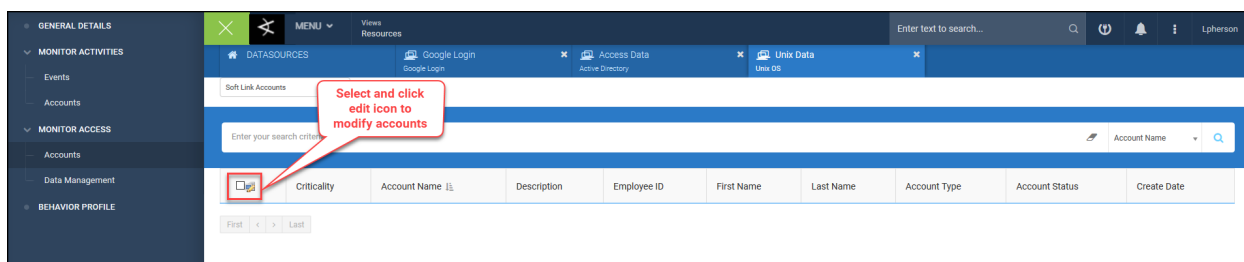 GENERAL DETAILS
MONITOR ACTIVITIES
Events
Accounts
MONITOR ACCESS
Accounts
Data Management
BEHAVIOR PROFILE
MENU
Views
Resources
Enter text to search...
Lpherson
DATASOURCES
Google Login
Google Login
Access Data
Active Directory
Unix Data
Unix OS
Soft Link Accounts
Select and click
edit icon to
modify accounts
Enter your search
Account Name
Criticality
Account Name
Description
Employee ID
First Name
Last Name
Account Type
Account Status
Create Date
First < > Last